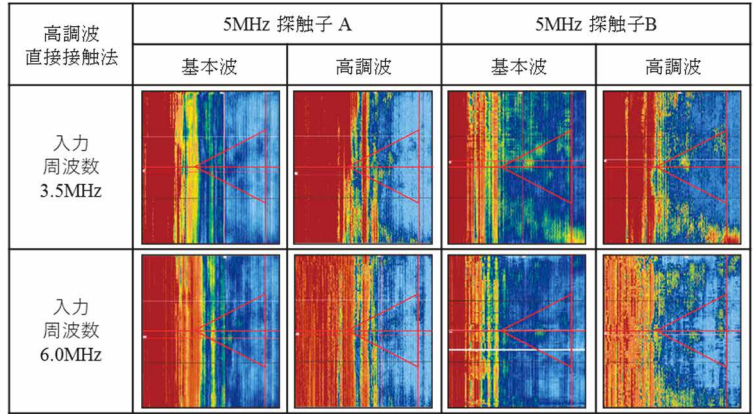 高調波
直接接触法
5MHz 探触子 A
5MHz 探触子B
基本波
高調波
基本波
高調波
入力
周波数
3.5MHz
入力
周波数
6.0MHz